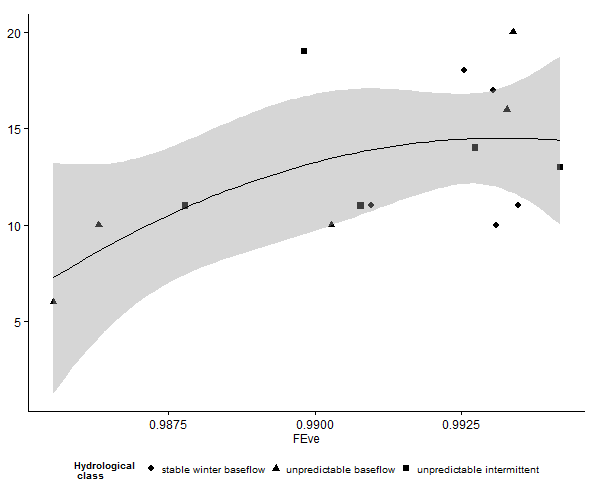 20
15
10
5
0.9875 0.9900 0.9925
FEve
Hydrological class stable winter baseflow unpredictable baseflow unpredictable intermittent